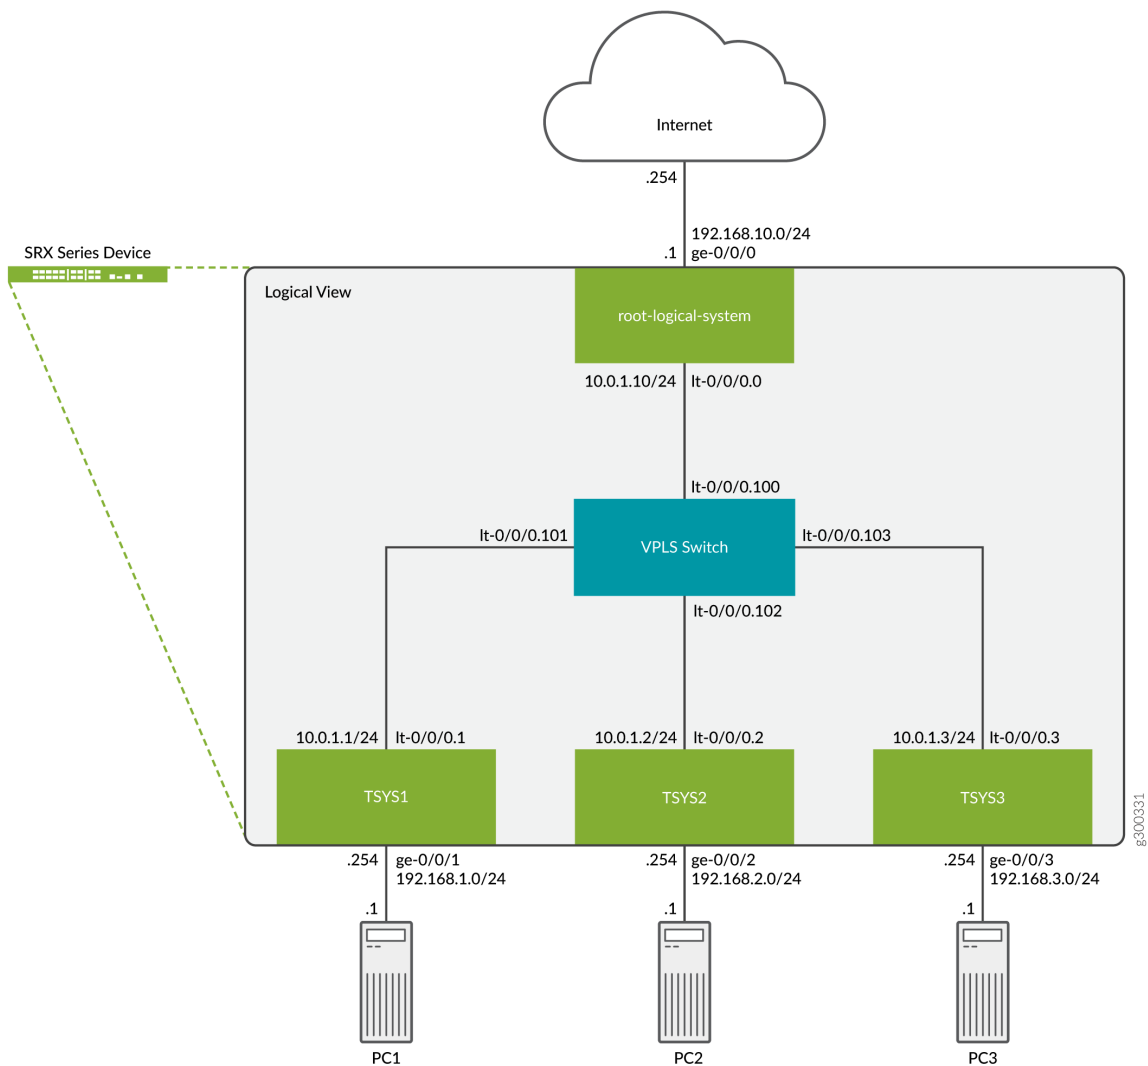 Internet
.254
192.168.10.0/24
.1
ge-0/0/0
SRX Series Device
Logical View
root-logical-system
10.0.1.10/24
lt-0/0/0.0
lt-0/0/0.100
lt-0/0/0.101
VPLS Switch
lt-0/0/0.103
lt-0/0/0.102
10.0.1.1/24
lt-0/0/0.1
10.0.1.2/24
lt-0/0/0.2
10.0.1.3/24
lt-0/0/0.3
TSYS1
TSYS2
TSYS3
g300331
.254
ge-0/0/1
192.168.1.0/24
.254
ge-0/0/2
192.168.2.0/24
.254
ge-0/0/3
192.168.3.0/24
.1
.1
.1
PC1
PC2
PC3